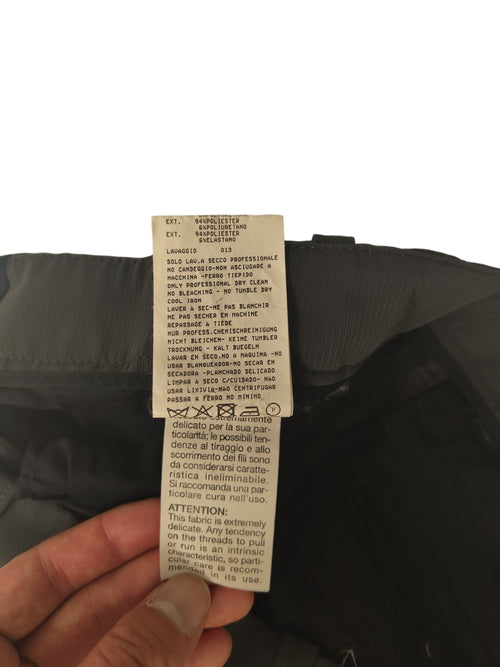 EXT. 94%POLIESTER
6%POLIURETANO
EXT. 94%POLIESTER
6%ELASTANO
LAVAGGIO 013
SOLO LAV.A SECCO PROFESSIONALE
NO CANDEGGIO-NON ASCIUGARE A
MACCHINA -FERRO TIEPIDO
ONLY PROFESSIONAL DRY CLEAN
NO BLEACHING - NO TUMBLE DRY
COOL IRON
LAVER A SEC-NE PAS BLANCHIR
NE PAS SECHER EN MACHINE
REPASSAGE A TIEDE
NUR PROFESS.CHEMISCHREINIGUNG
NICHT BLEICHEN- KEINE TUMBLER
TROCKNUNG - KALT BUEGELN
LAVAR EN SECO.NO A MAQUINA -NO
USAR BLANQUEADOR-NO SECAR EN
SECADORA -PLANCHADO DELICADO
LIMPAR A SECO C/CUIDADO- NAO
USAR LIXIVIA-NAO CENTRIFUGAR
PASSAR A FERRO NO MINIMO
P
estremamente
delicato per la sua par-
ticolarità; le possibili ten-
denze al tiraggio e allo
scorrimento dei fili sono
da considerarsi caratte-
ristica ineliminabile.
Si raccomanda una par-
ticolare cura nell'uso.
ATTENTION:
This fabric is extremely
delicate. Any tendency
on the threads to pull
or run is an intrinsic
characteristic, so parti-
cular care is recom-
mended in its use.